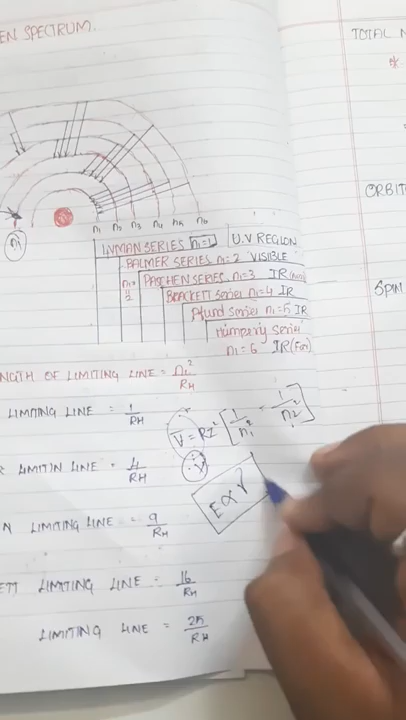 EN SPECTRUM.
TOTAL N
n₁ n₂ n₃ n₄ n₅ n₆
n₁
LYMAN SERIES n₁=1 U.V REGION
BALMER SERIES n₁=2 VISIBLE
PASCHEN SERIES n₁=3 IR
BRACKETT series n₁=4 IR
Pfund series n₁=5 IR
Humpery series
n₁=6 IR(Far)
ORBIT
SPIN
NGTH OF LIMITING LINE = n₁²/RH
LIMITING LINE = 1/RH
V̄ = RZ² [1/n₁² - 1/n₂²]
R LIMITIN LINE = 4/RH
E ∝ γ
N LIMITING LINE = 9/RH
ETT LIMITING LINE = 16/RH
LIMITING LINE = 25/RH